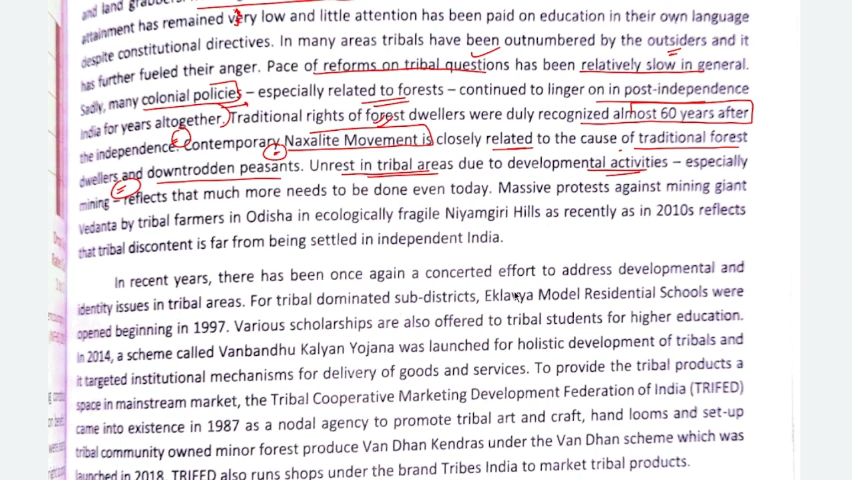 and land grabbers.
attainment has remained very low and little attention has been paid on education in their own language
despite constitutional directives. In many areas tribals have been outnumbered by the outsiders and it
has further fueled their anger. Pace of reforms on tribal questions has been relatively slow in general.
Sadly, many colonial policies – especially related to forests – continued to linger on in post-independence
India for years altogether. Traditional rights of forest dwellers were duly recognized almost 60 years after
the independence. Contemporary Naxalite Movement is closely related to the cause of traditional forest
dwellers and downtrodden peasants. Unrest in tribal areas due to developmental activities – especially
mining – reflects that much more needs to be done even today. Massive protests against mining giant
Vedanta by tribal farmers in Odisha in ecologically fragile Niyamgiri Hills as recently as in 2010s reflects
that tribal discontent is far from being settled in independent India.
In recent years, there has been once again a concerted effort to address developmental and
identity issues in tribal areas. For tribal dominated sub-districts, Eklavya Model Residential Schools were
opened beginning in 1997. Various scholarships are also offered to tribal students for higher education.
In 2014, a scheme called Vanbandhu Kalyan Yojana was launched for holistic development of tribals and
it targeted institutional mechanisms for delivery of goods and services. To provide the tribal products a
space in mainstream market, the Tribal Cooperative Marketing Development Federation of India (TRIFED)
came into existence in 1987 as a nodal agency to promote tribal art and craft, hand looms and set-up
tribal community owned minor forest produce Van Dhan Kendras under the Van Dhan scheme which was
launched in 2018. TRIFED also runs shops under the brand Tribes India to market tribal products.